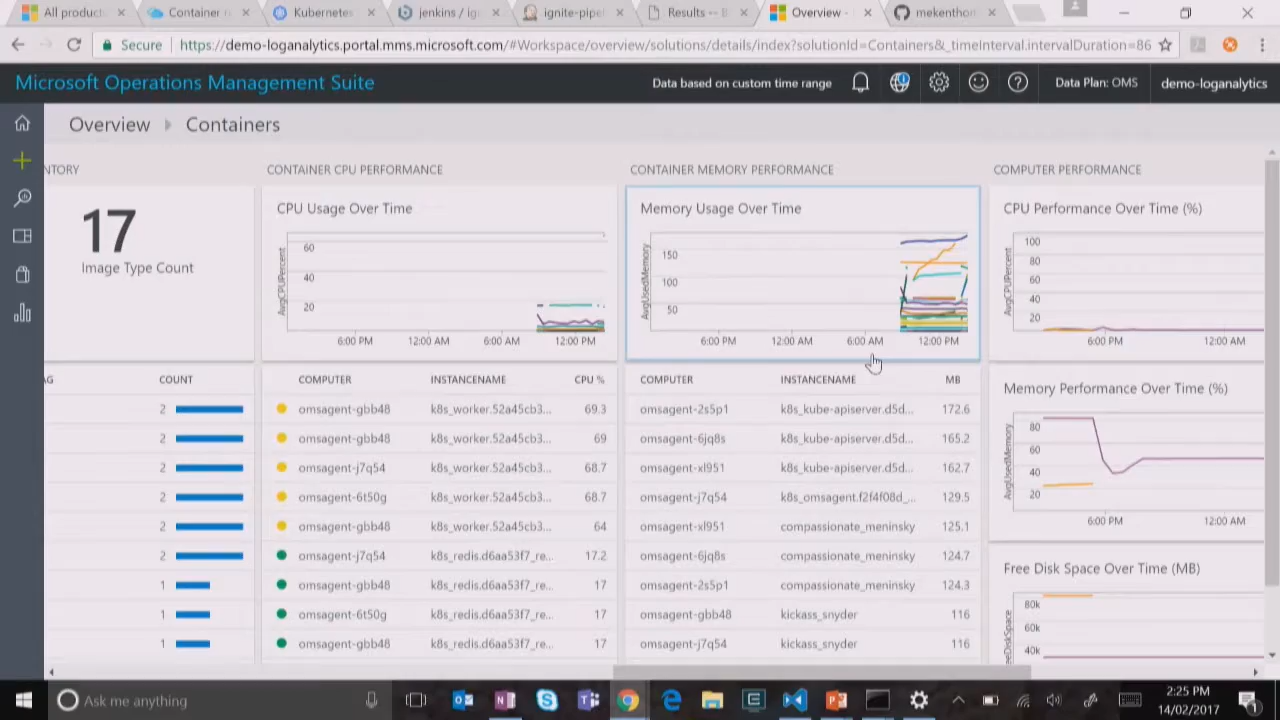 All product
Container r
Kubernetes
jenkins / ig
ignite-pipel
Results -- B
Overview -
mekenthom
Secure https://demo-loganalytics.portal.mms.microsoft.com/#Workspace/overview/solutions/details/index?solutionId=Containers&_timeInterval.intervalDuration=86
Microsoft Operations Management Suite
Data based on custom time range
Data Plan: OMS
demo-loganalytics
Overview Containers
NTORY
17
Image Type Count
AG COUNT
2
2
2
2
2
2
1
1
1
CONTAINER CPU PERFORMANCE
CPU Usage Over Time
AvgCPUPercent
60
40
20
6:00 PM 12:00 AM 6:00 AM 12:00 PM
COMPUTER INSTANCENAME CPU %
omsagent-gbb48 k8s_worker.52a45cb3... 69.3
omsagent-gbb48 k8s_worker.52a45cb3... 69
omsagent-j7q54 k8s_worker.52a45cb3... 68.7
omsagent-6t50g k8s_worker.52a45cb3... 68.7
omsagent-gbb48 k8s_worker.52a45cb3... 64
omsagent-j7q54 k8s_redis.d6aa53f7_re... 17.2
omsagent-gbb48 k8s_redis.d6aa53f7_re... 17
omsagent-6t50g k8s_redis.d6aa53f7_re... 17
omsagent-gbb48 k8s_redis.d6aa53f7_re... 17
CONTAINER MEMORY PERFORMANCE
Memory Usage Over Time
AvgUsedMemory
150
100
50
6:00 PM 12:00 AM 6:00 AM 12:00 PM
COMPUTER INSTANCENAME MB
omsagent-2s5p1 k8s_kube-apiserver.d5d... 172.6
omsagent-6jq8s k8s_kube-apiserver.d5d... 165.2
omsagent-xl951 k8s_kube-apiserver.d5d... 162.7
omsagent-j7q54 k8s_omsagent.f2f4f08d_... 129.5
omsagent-xl951 compassionate_meninsky 125.1
omsagent-6jq8s compassionate_meninsky 124.7
omsagent-2s5p1 compassionate_meninsky 124.3
omsagent-gbb48 kickass_snyder 116
omsagent-j7q54 kickass_snyder 116
COMPUTER PERFORMANCE
CPU Performance Over Time (%)
AvgCPUPercent
100
80
60
40
20
6:00 PM 12:00 AM
Memory Performance Over Time (%)
AvgUsedMemory
80
60
40
20
6:00 PM 12:00 AM
Free Disk Space Over Time (MB)
eeDiskSpace
80k
60k
40k
Ask me anything
2:25 PM
14/02/2017
1